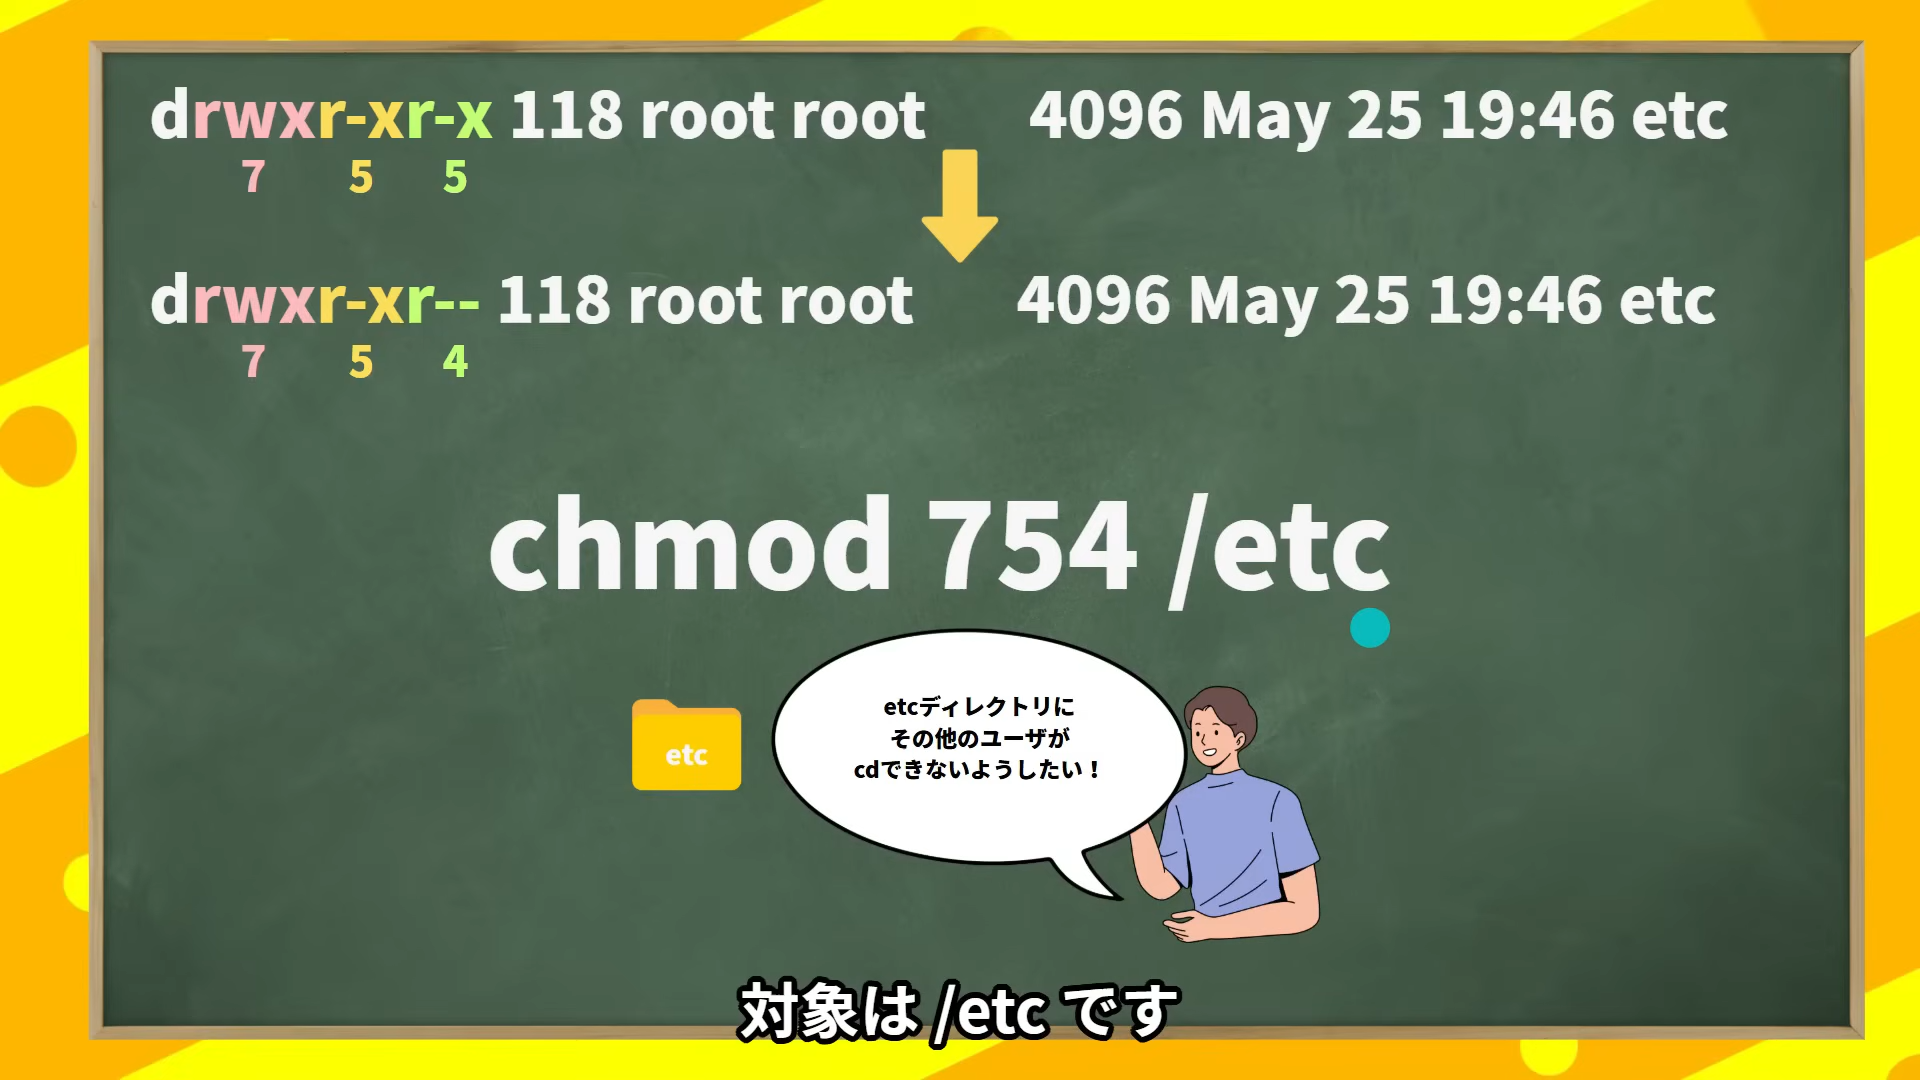 drwxr-xr-x 118 root root 4096 May 25 19:46 etc
7 5 5
drwxr-xr-- 118 root root 4096 May 25 19:46 etc
7 5 4
chmod 754 /etc
etcディレクトリに
その他のユーザが
cdできないようしたい！
etc
対象は /etc です